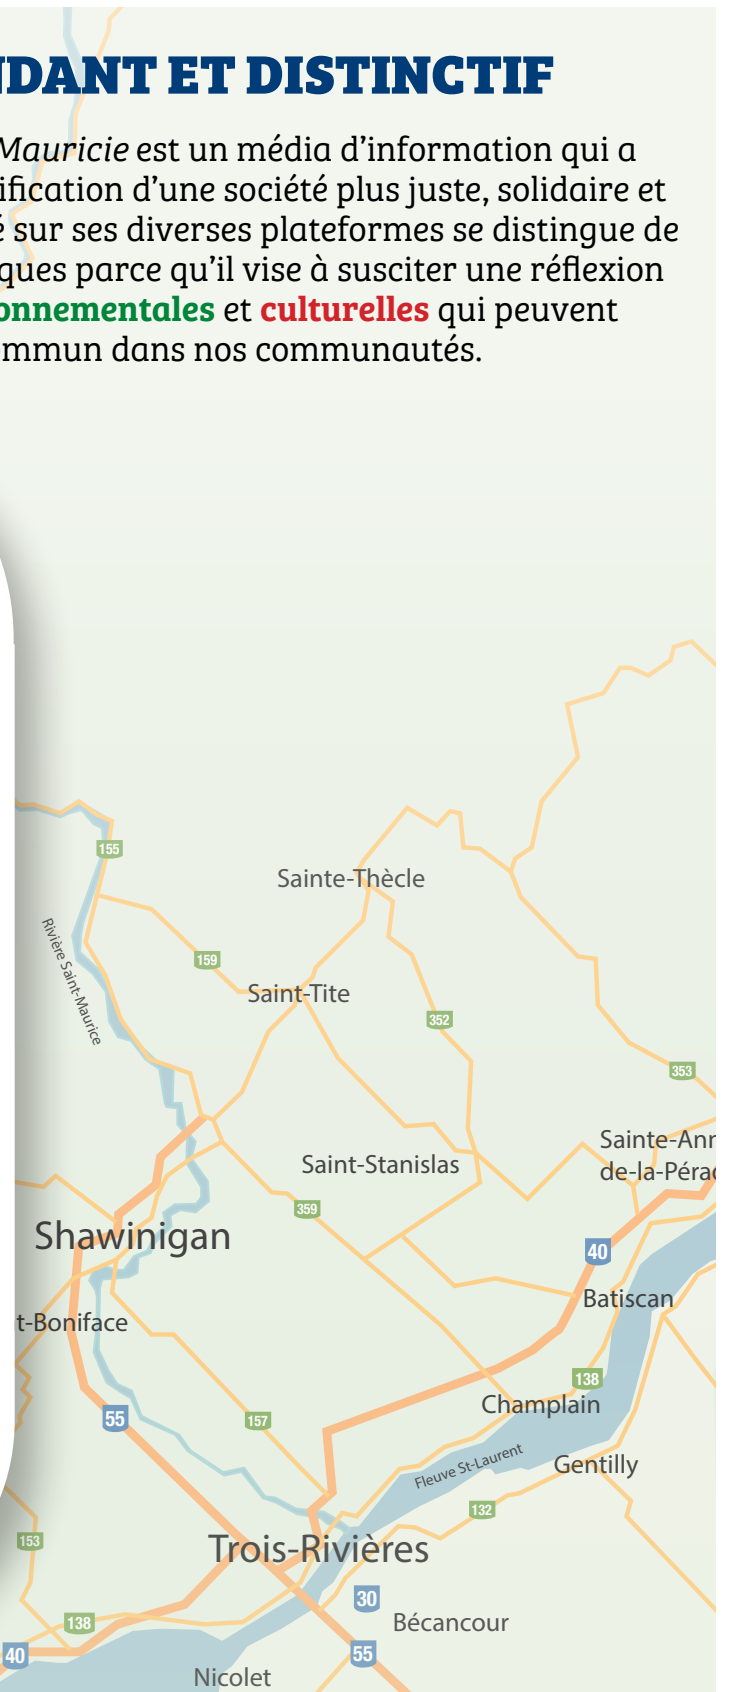 NDANT ET DISTINCTIF
Mauricie est un média d’information qui a
ification d’une société plus juste, solidaire et
é sur ses diverses plateformes se distingue de
ques parce qu’il vise à susciter une réflexion
onnementales et culturelles qui peuvent
ommun dans nos communautés.
155
Sainte-Thècle
Rivière Saint-Maurice
159
Saint-Tite
352
353
Sainte-Ann
de-la-Pérad
Saint-Stanislas
359
Shawinigan
40
Batiscan
t-Boniface
138
Champlain
55
157
Fleuve St-Laurent
Gentilly
132
153
Trois-Rivières
30
138
Bécancour
40
55
Nicolet